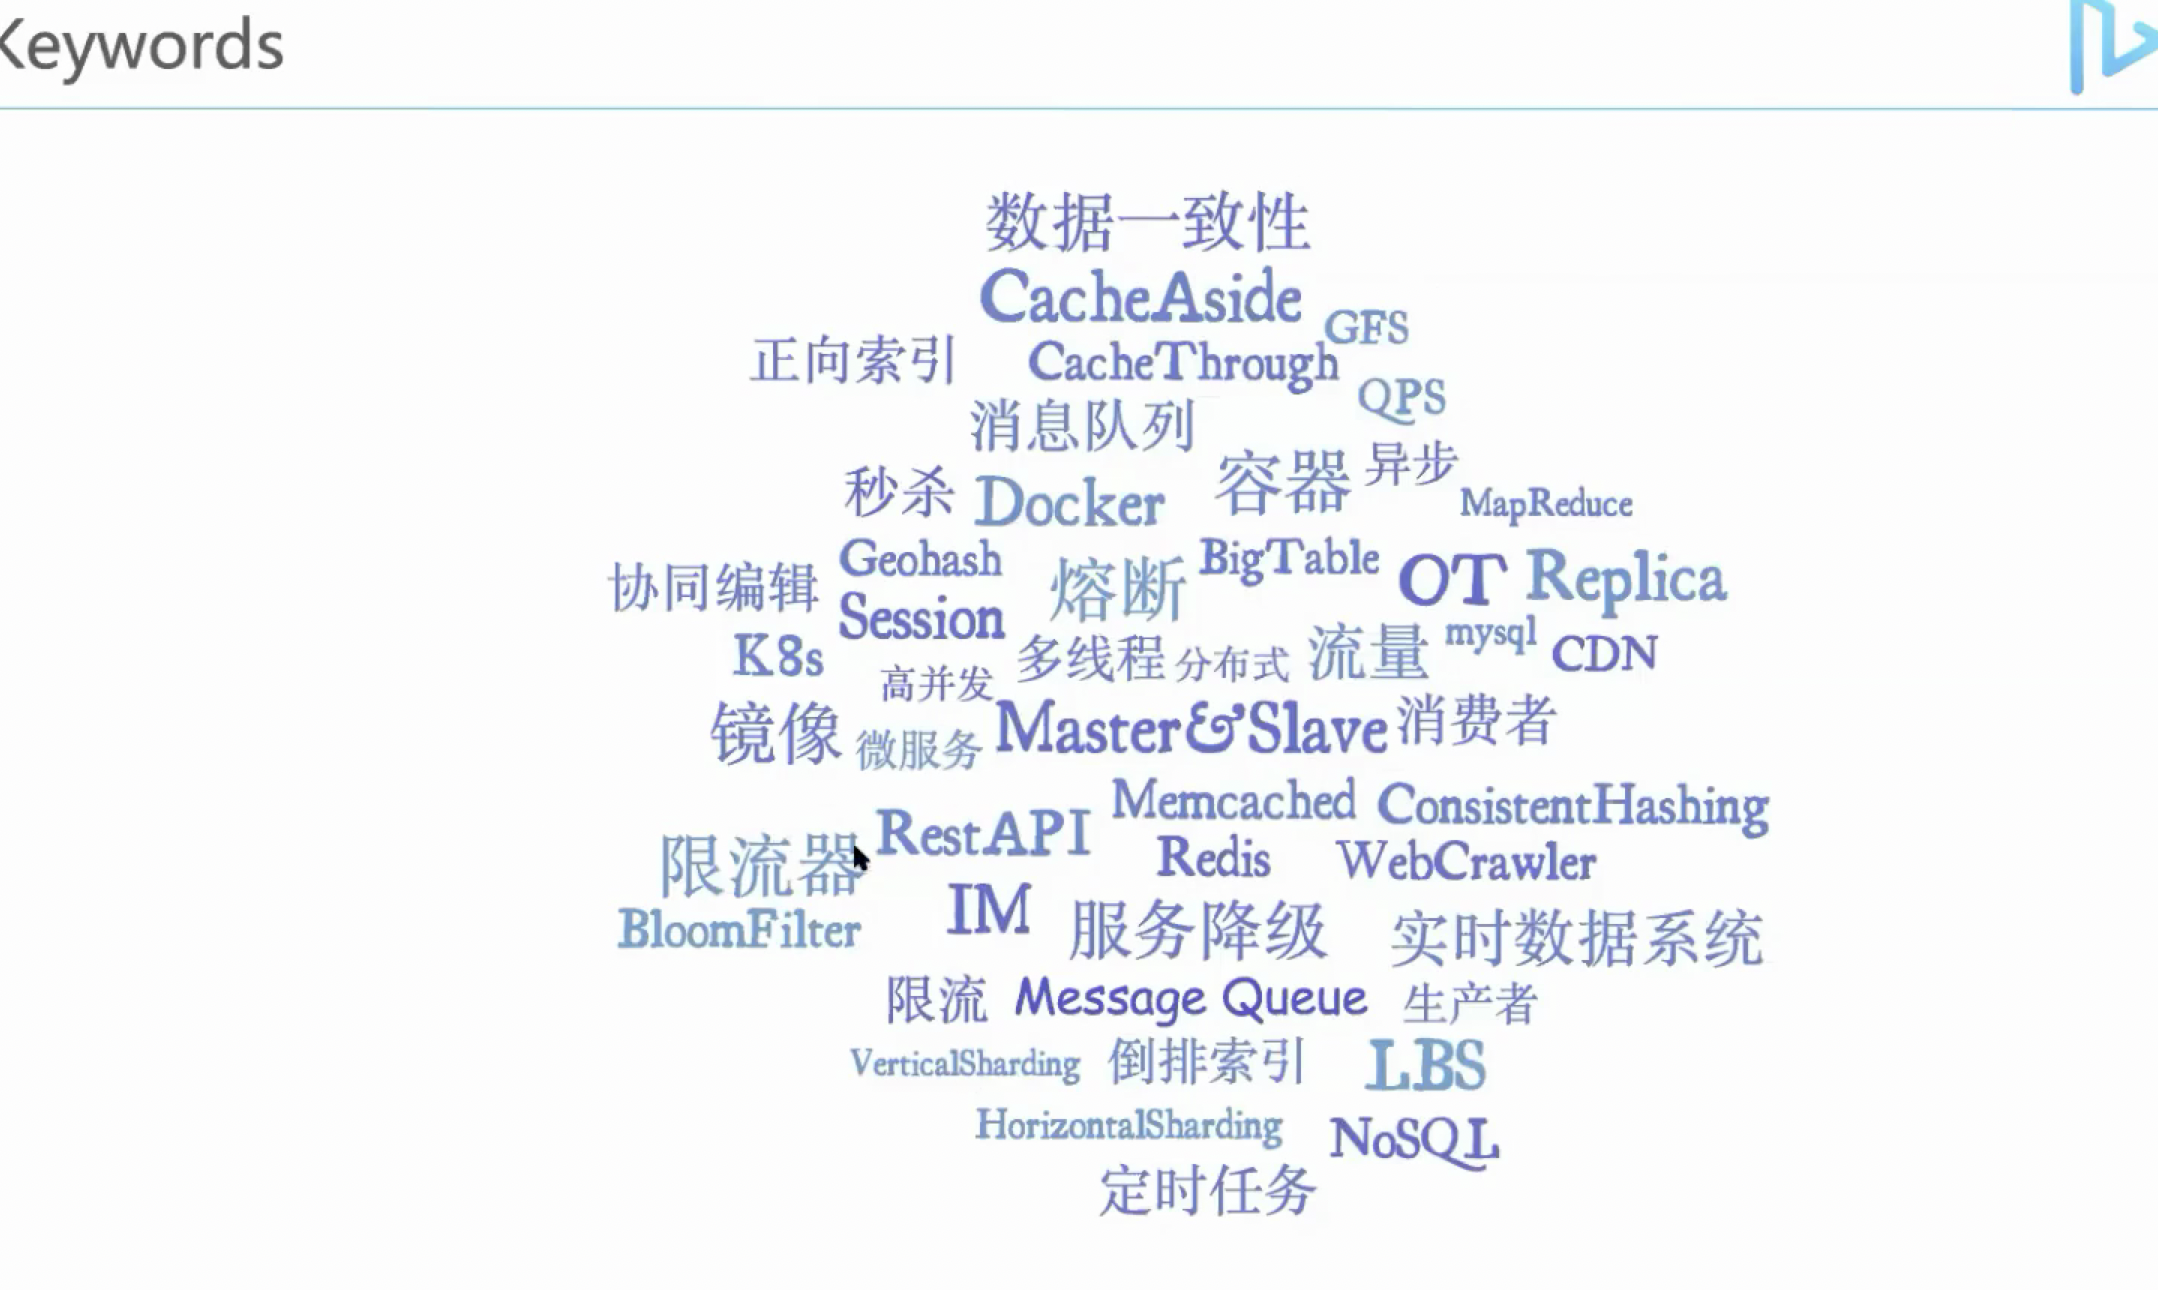 Keywords
数据一致性
CacheAside
GFS
正向索引 CacheThrough
QPS
消息队列
秒杀 Docker 容器 异步
MapReduce
协同编辑 Geohash 熔断 BigTable OT Replica
Session
K8s 高并发 多线程 分布式 流量 mysql CDN
镜像 微服务 Master&Slave 消费者
Memcached ConsistentHashing
限流器 RestAPI Redis WebCrawler
BloomFilter IM 服务降级 实时数据系统
限流 Message Queue 生产者
VerticalSharding 倒排索引 LBS
HorizontalSharding NoSQL
定时任务